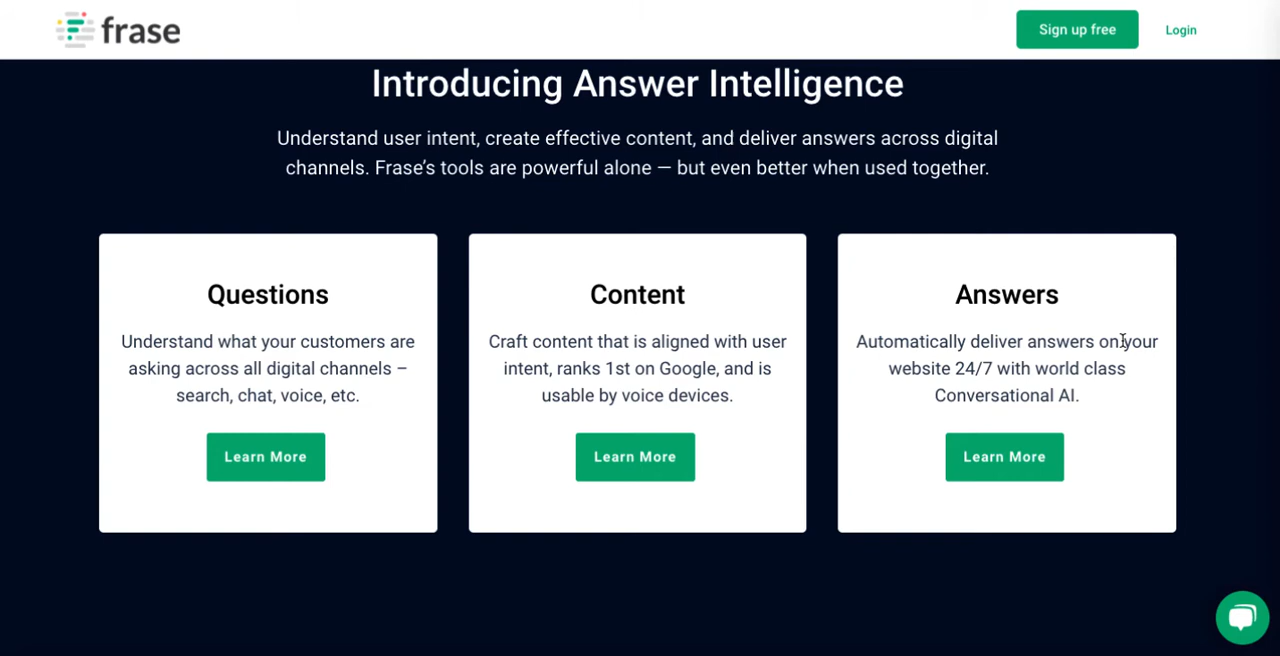 frase
Sign up free
Login
Introducing Answer Intelligence
Understand user intent, create effective content, and deliver answers across digital
channels. Frase’s tools are powerful alone — but even better when used together.
Questions
Understand what your customers are
asking across all digital channels –
search, chat, voice, etc.
Learn More
Content
Craft content that is aligned with user
intent, ranks 1st on Google, and is
usable by voice devices.
Learn More
Answers
Automatically deliver answers on your
website 24/7 with world class
Conversational AI.
Learn More